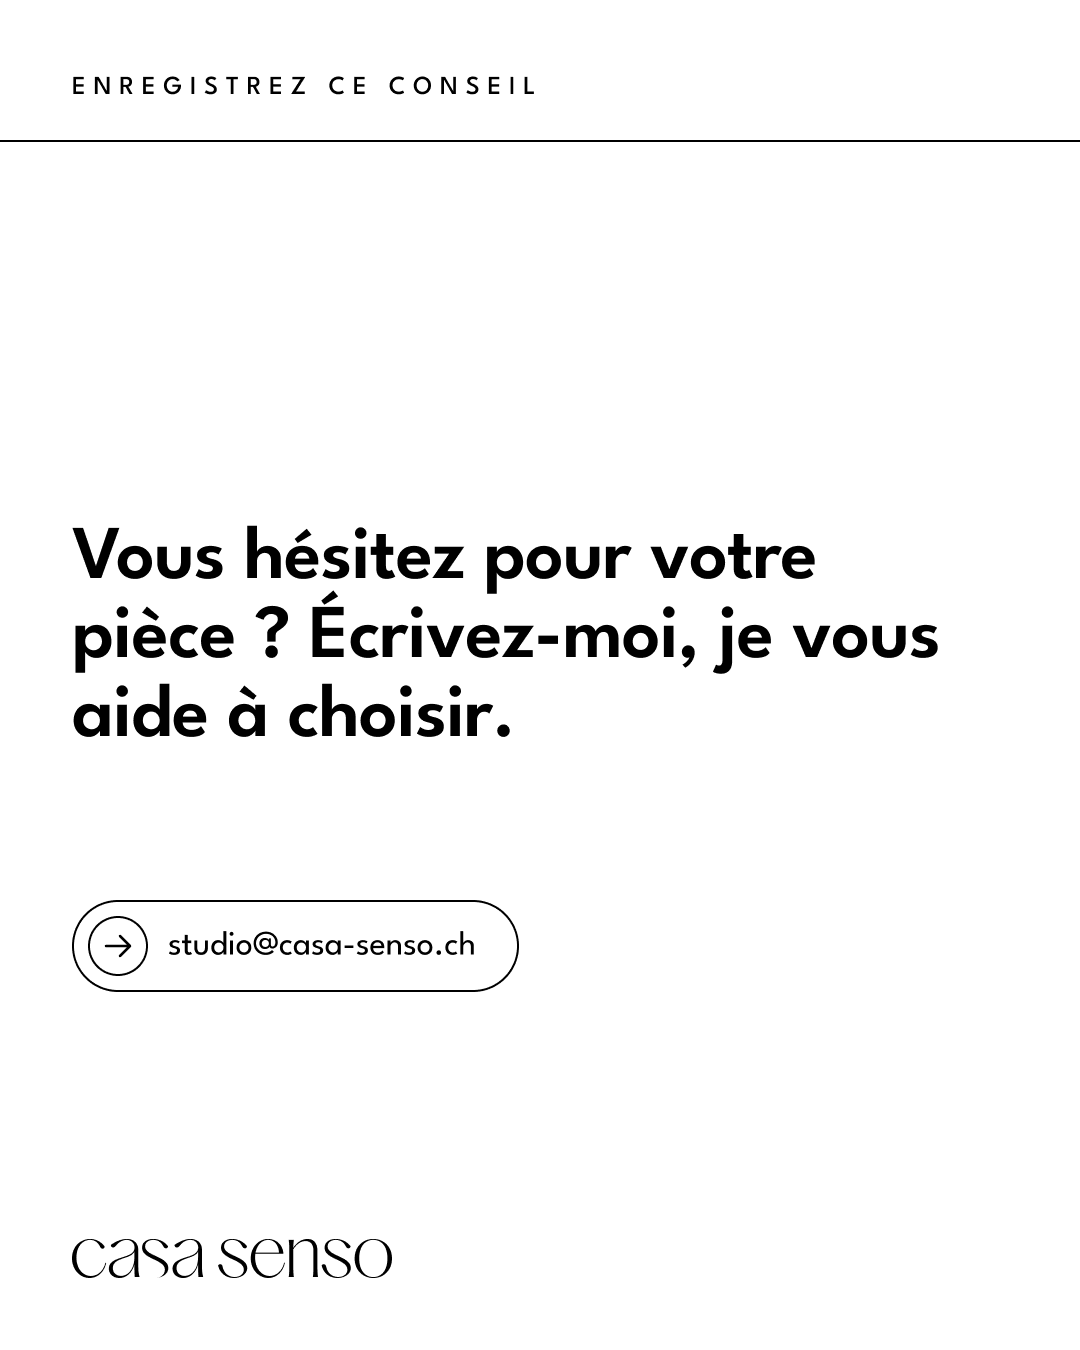 ENREGISTREZ CE CONSEIL
Vous hésitez pour votre
pièce ? Écrivez-moi, je vous
aide à choisir.
studio@casa-senso.ch
casa senso